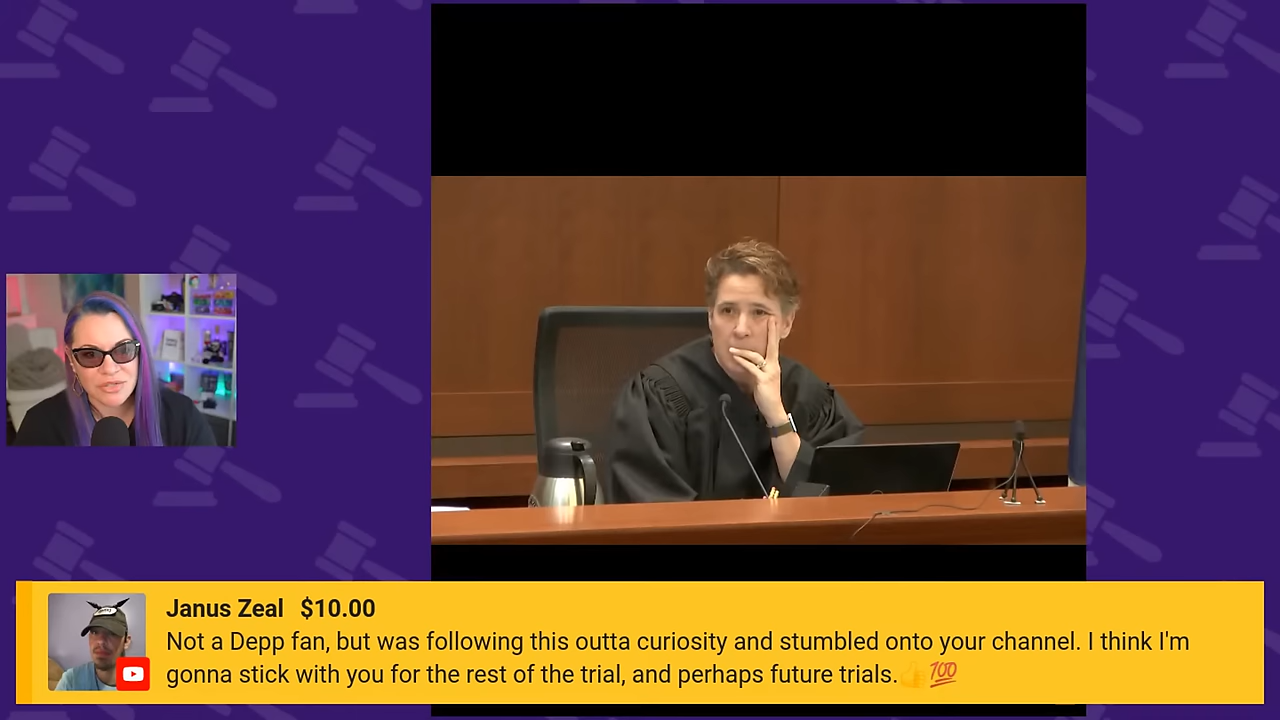 Janus Zeal $10.00
Not a Depp fan, but was following this outta curiosity and stumbled onto your channel. I think I'm
gonna stick with you for the rest of the trial, and perhaps future trials.👍💯